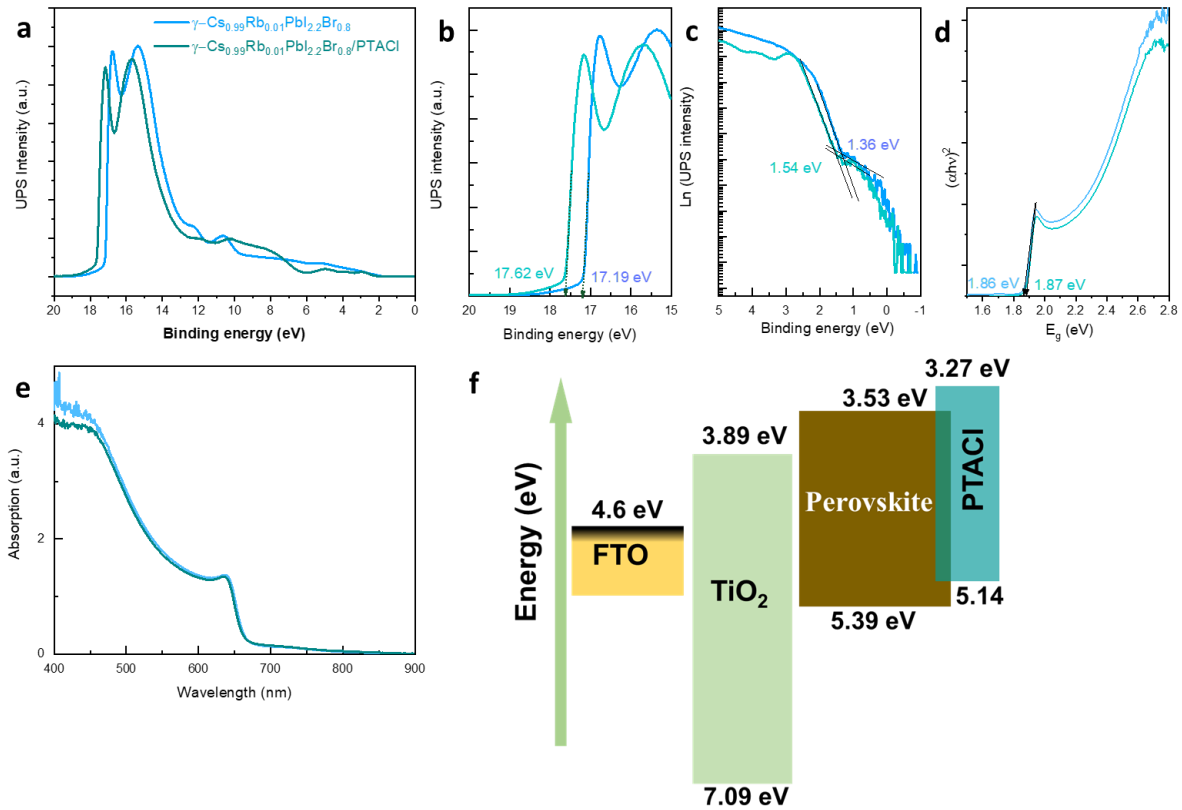 a
γ−Cs₀.₉₉Rb₀.₀₁PbI₂.₂Br₀.₈
γ−Cs₀.₉₉Rb₀.₀₁PbI₂.₂Br₀.₈/PTACl
UPS Intensity (a.u.)
20 18 16 14 12 10 8 6 4 2 0
Binding energy (eV)
b
UPS intensity (a.u.)
17.62 eV
17.19 eV
20 19 18 17 16 15
Binding energy (eV)
c
Ln (UPS intensity)
1.36 eV
1.54 eV
5 4 3 2 1 0 -1
Binding energy (eV)
d
(αhν)²
1.86 eV
1.87 eV
1.6 1.8 2.0 2.2 2.4 2.6 2.8
E_g (eV)
e
Absorption (a.u.)
4
2
0
400 500 600 700 800 900
Wavelength (nm)
f
Energy (eV)
4.6 eV
FTO
3.89 eV
TiO₂
7.09 eV
3.53 eV
Perovskite
5.39 eV
3.27 eV
PTACl
5.14